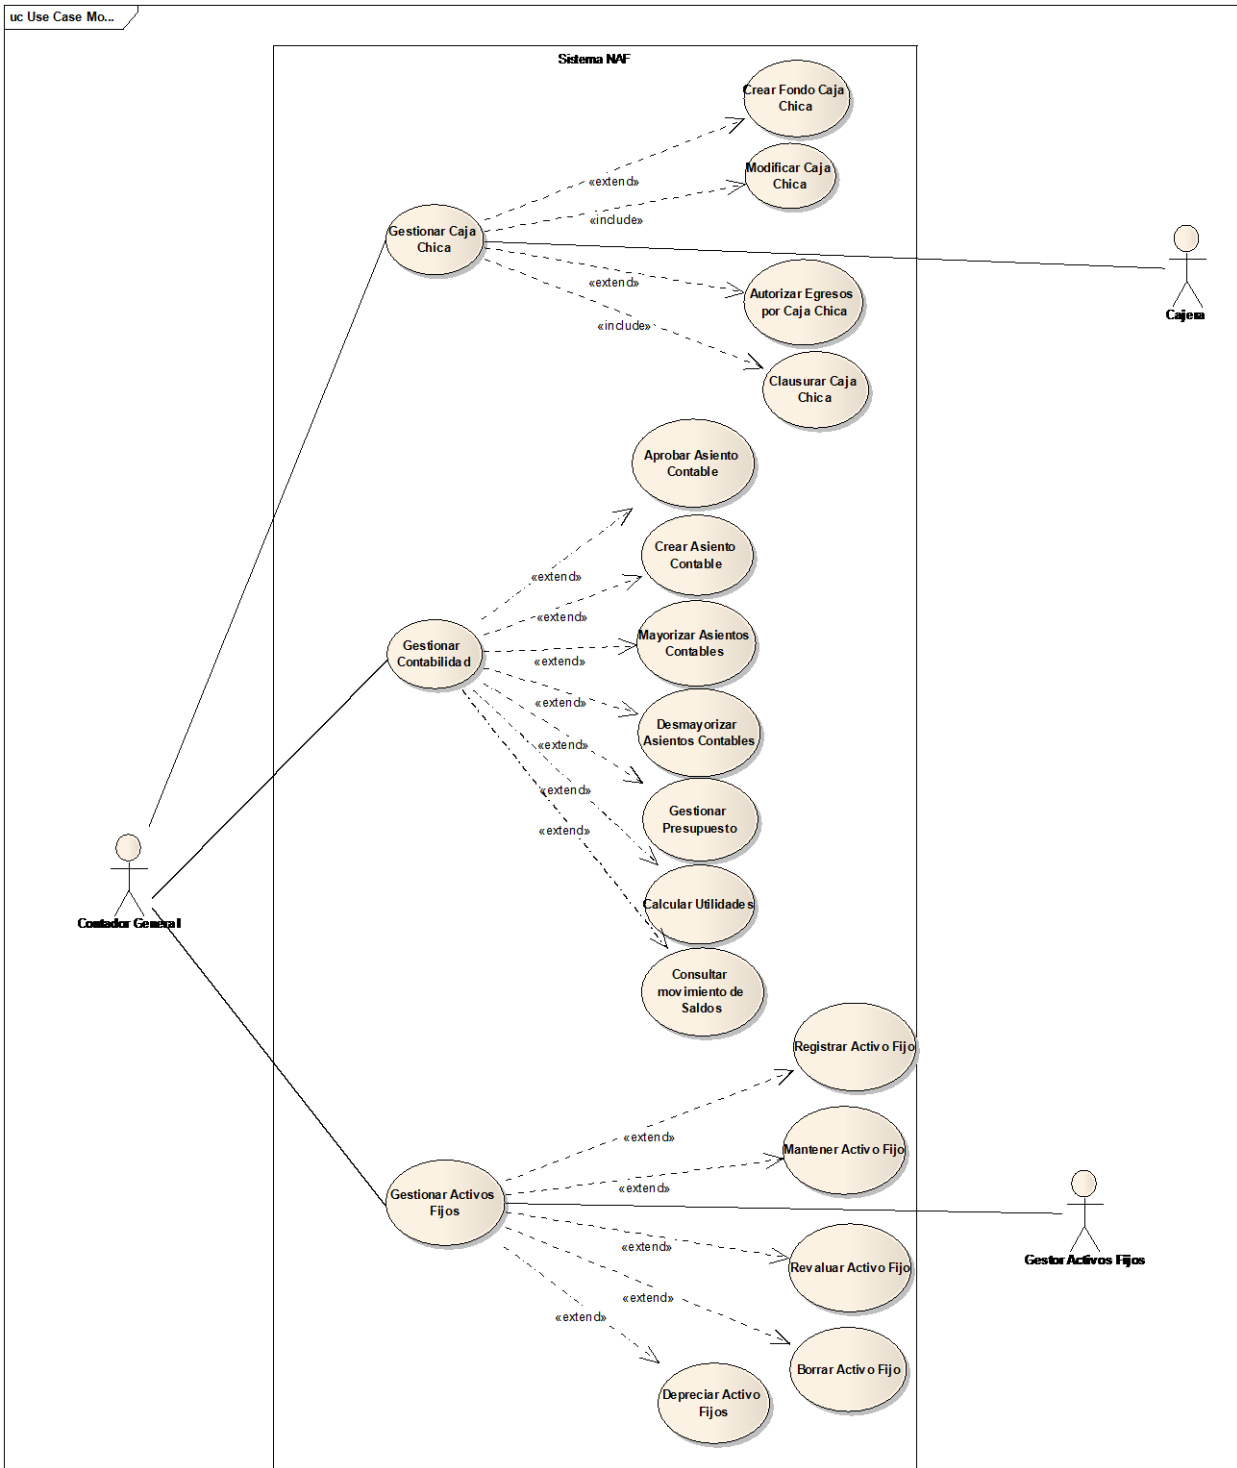 uc Use Case Mo...
Sistema NAF
Crear Fondo Caja
Chica
Modificar Caja
Chica
«extend»
«include»
Gestionar Caja
Chica
«extend»
«include»
Autorizar Egresos
por Caja Chica
Cajera
Clausurar Caja
Chica
Aprobar Asiento
Contable
Crear Asiento
Contable
«extend»
«extend»
Mayorizar Asientos
Contables
Gestionar
Contabilidad
«extend»
«extend»
Desmayorizar
Asientos Contables
«extend»
«extend»
Gestionar
Presupuesto
«extend»
Calcular Utilidades
Contador General
Consultar
movimiento de
Saldos
Registrar Activo Fijo
«extend»
Mantener Activo Fijo
«extend»
Gestionar Activos
Fijos
«extend»
Revaluar Activo Fijo
Gestor Activos Fijos
«extend»
«extend»
Borrar Activo Fijo
Depreciar Activo
Fijos